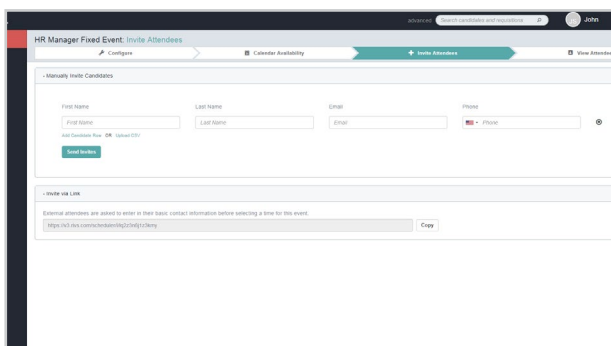 advanced Search candidates and requisitions John
HR Manager Fixed Event: Invite Attendees
Configure Calendar Availability Invite Attendees View Attendees
Manually Invite Candidates
First Name Last Name Email Phone
First Name Last Name Email Phone
Add Candidate Row OR Upload CSV
Send Invites
Invite via Link
External attendees are asked to enter in their basic contact information before selecting a time for this event.
Copy